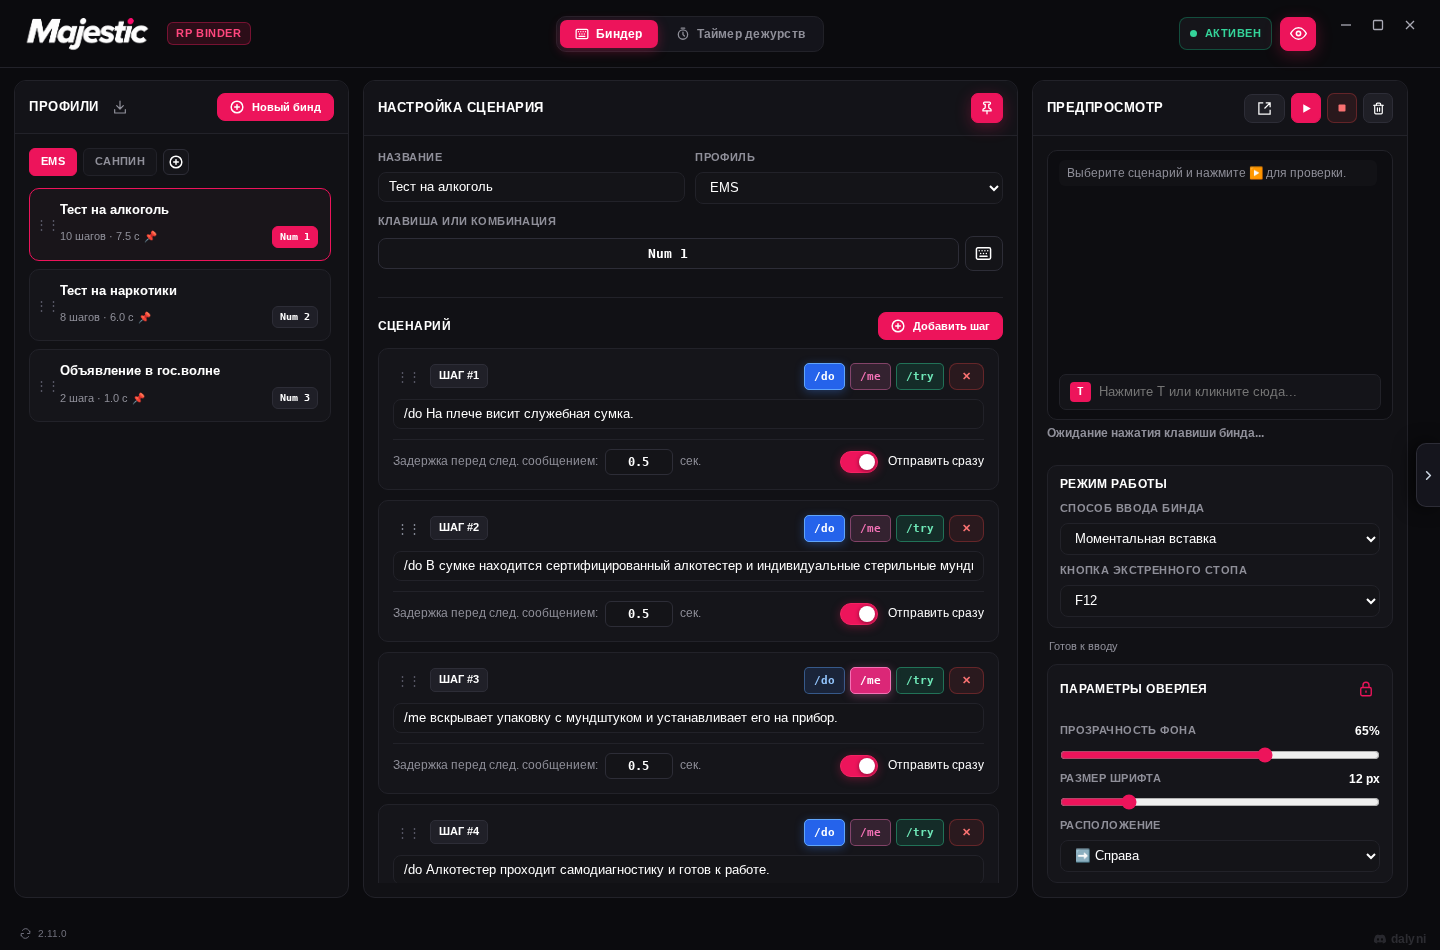 Majestic
RP BINDER
Биндер
Таймер дежурств
АКТИВЕН
ПРОФИЛИ
Новый бинд
EMS
САНПИН
Тест на алкоголь
10 шагов · 7.5 с 📌
Num 1
Тест на наркотики
8 шагов · 6.0 с 📌
Num 2
Объявление в гос.волне
2 шага · 1.0 с 📌
Num 3
НАСТРОЙКА СЦЕНАРИЯ
НАЗВАНИЕ
ПРОФИЛЬ
Тест на алкоголь
EMS
КЛАВИША ИЛИ КОМБИНАЦИЯ
Num 1
СЦЕНАРИЙ
Добавить шаг
ШАГ #1
/do
/me
/try
✕
/do На плече висит служебная сумка.
Задержка перед след. сообщением:
0.5
сек.
Отправить сразу
ШАГ #2
/do
/me
/try
✕
/do В сумке находится сертифицированный алкотестер и индивидуальные стерильные мундш
Задержка перед след. сообщением:
0.5
сек.
Отправить сразу
ШАГ #3
/do
/me
/try
✕
/me вскрывает упаковку с мундштуком и устанавливает его на прибор.
Задержка перед след. сообщением:
0.5
сек.
Отправить сразу
ШАГ #4
/do
/me
/try
✕
/do Алкотестер проходит самодиагностику и готов к работе.
ПРЕДПРОСМОТР
Выберите сценарий и нажмите ▶️ для проверки.
T
Нажмите T или кликните сюда...
Ожидание нажатия клавиши бинда...
РЕЖИМ РАБОТЫ
СПОСОБ ВВОДА БИНДА
Моментальная вставка
КНОПКА ЭКСТРЕННОГО СТОПА
F12
Готов к вводу
ПАРАМЕТРЫ ОВЕРЛЕЯ
ПРОЗРАЧНОСТЬ ФОНА
65%
РАЗМЕР ШРИФТА
12 px
РАСПОЛОЖЕНИЕ
➡️ Справа
2.11.0
dalyni